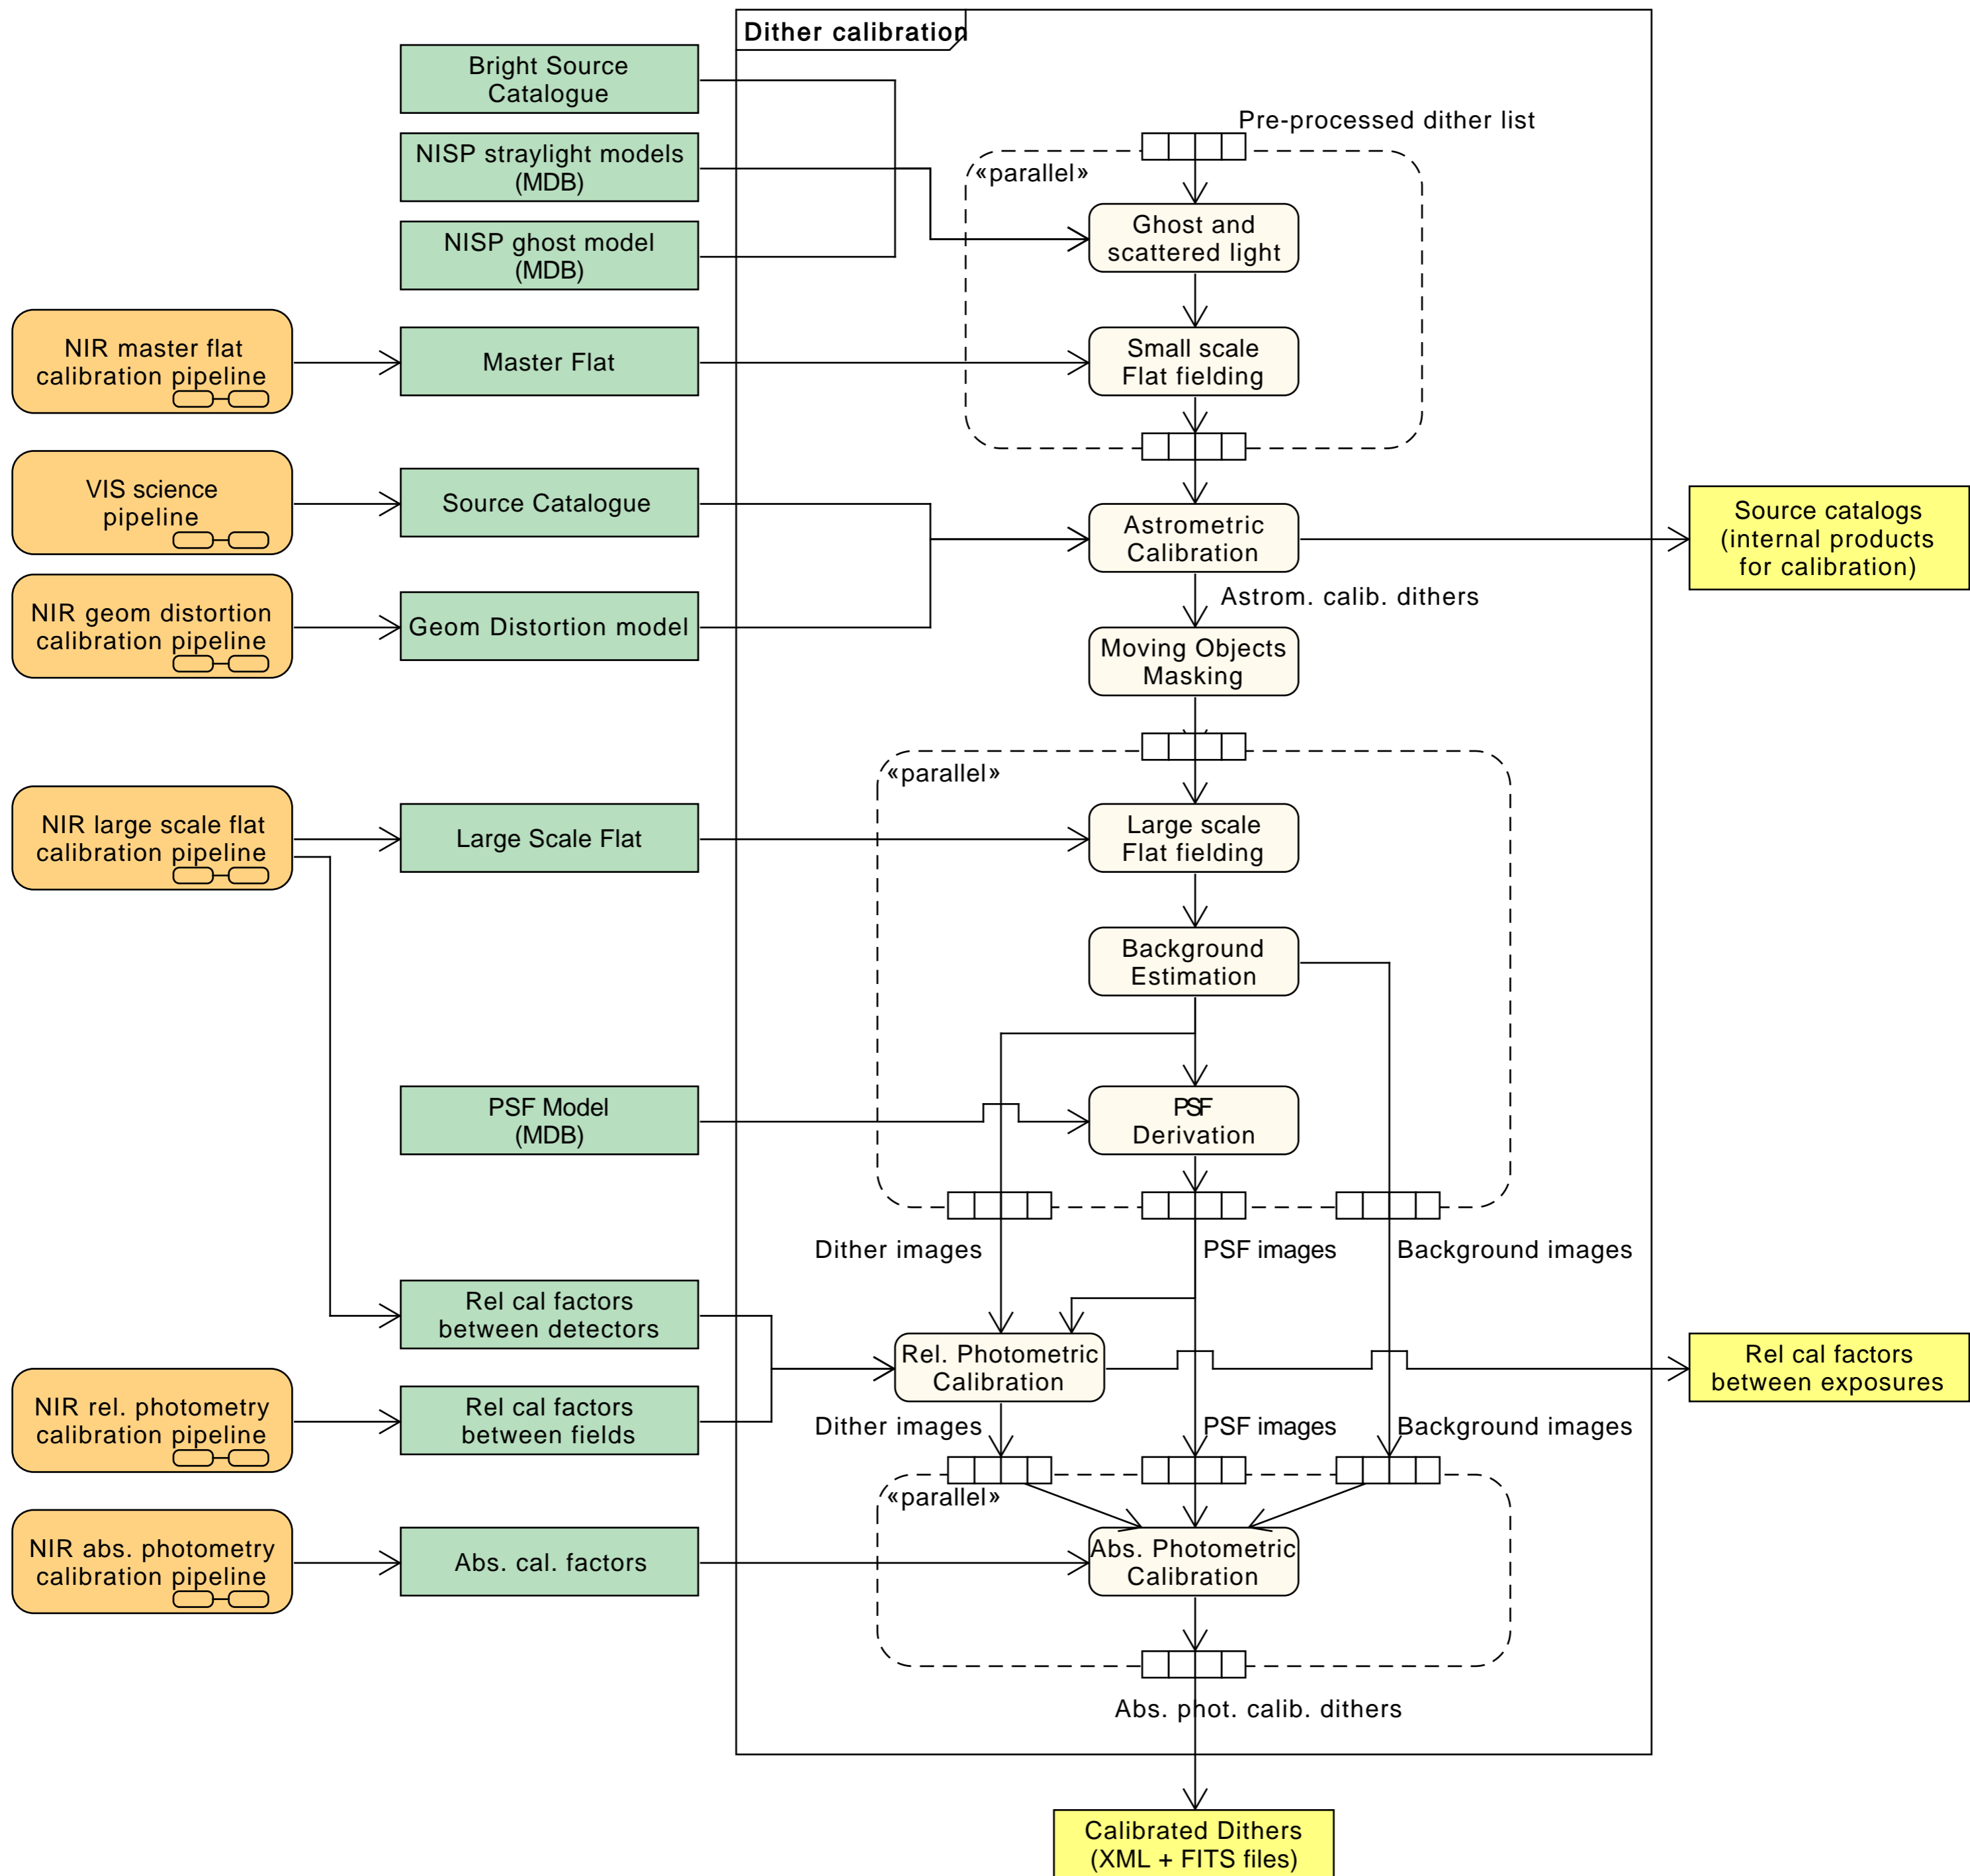 Dither calibration
Bright Source
Catalogue
Pre-processed dither list
NISP straylight models
(MDB)
«parallel»
Ghost and
scattered light
NISP ghost model
(MDB)
NIR master flat
calibration pipeline
Master Flat
Small scale
Flat fielding
VIS science
pipeline
Source Catalogue
Astrometric
Calibration
Source catalogs
(internal products
for calibration)
Astrom. calib. dithers
NIR geom distortion
calibration pipeline
Geom Distortion model
Moving Objects
Masking
«parallel»
NIR large scale flat
calibration pipeline
Large Scale Flat
Large scale
Flat fielding
Background
Estimation
PSF Model
(MDB)
PSF
Derivation
Dither images
PSF images
Background images
Rel cal factors
between detectors
Rel. Photometric
Calibration
Rel cal factors
between exposures
NIR rel. photometry
calibration pipeline
Rel cal factors
between fields
Dither images
PSF images
Background images
«parallel»
NIR abs. photometry
calibration pipeline
Abs. cal. factors
Abs. Photometric
Calibration
Abs. phot. calib. dithers
Calibrated Dithers
(XML + FITS files)